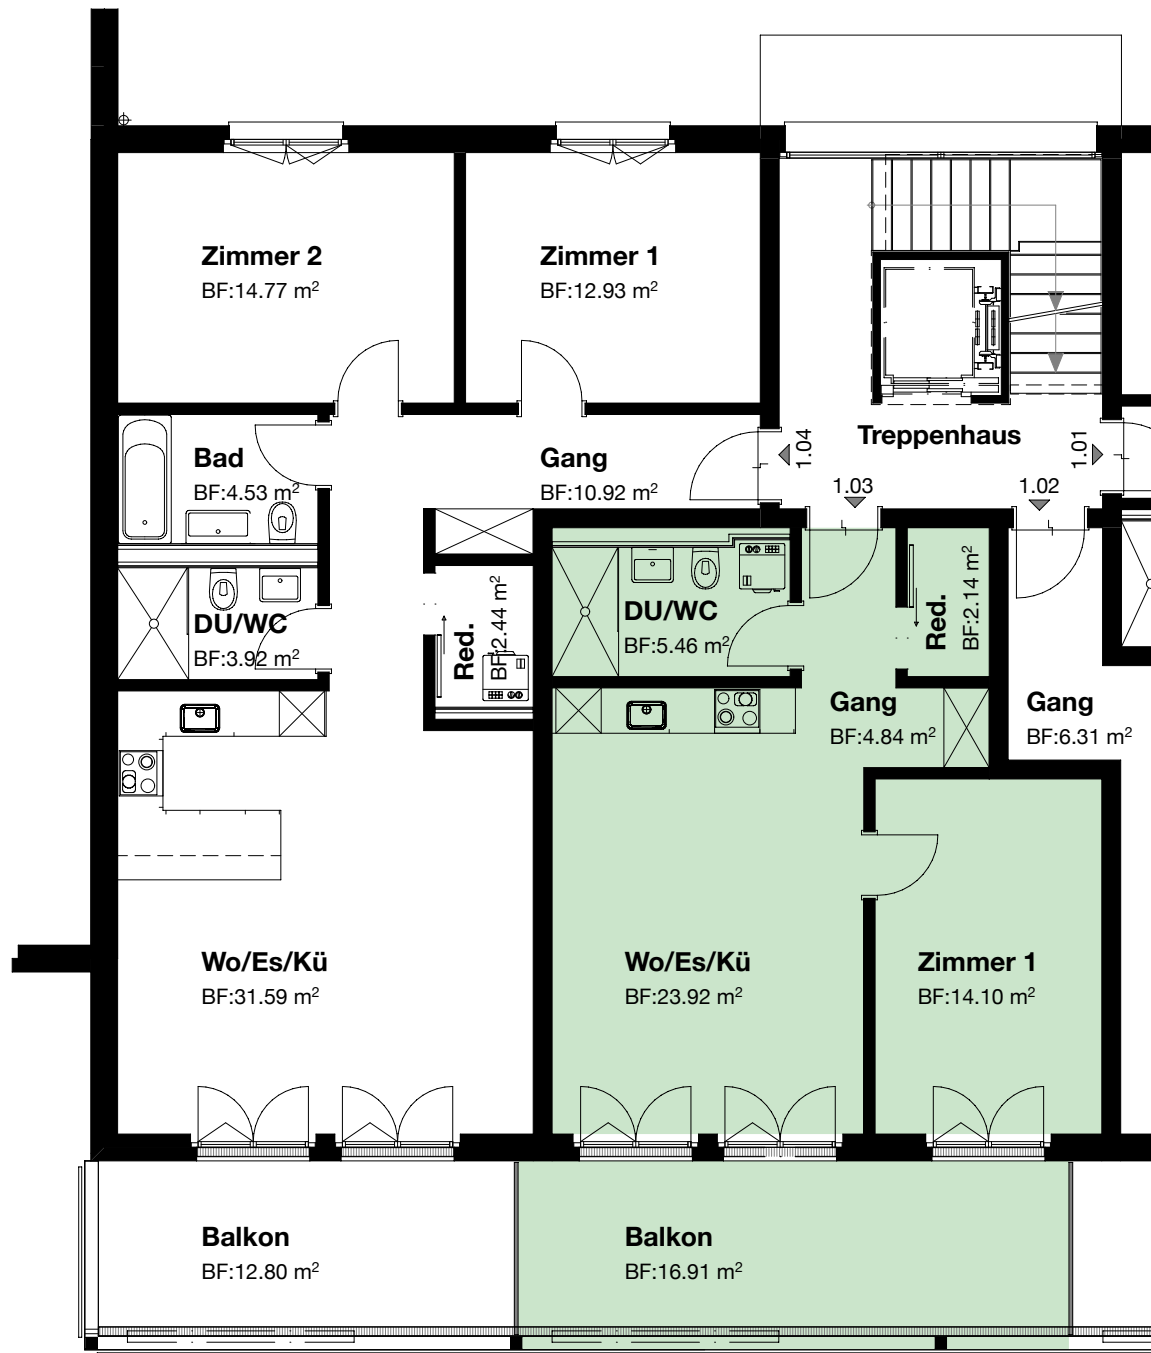 Zimmer 2
BF:14.77 m²
Zimmer 1
BF:12.93 m²
Bad
BF:4.53 m²
Gang
BF:10.92 m²
1.04
Treppenhaus
1.01
1.03
1.02
DU/WC
BF:3.92 m²
Red.
BF:2.44 m²
DU/WC
BF:5.46 m²
Red.
BF:2.14 m²
Gang
BF:4.84 m²
Gang
BF:6.31 m²
Wo/Es/Kü
BF:31.59 m²
Wo/Es/Kü
BF:23.92 m²
Zimmer 1
BF:14.10 m²
Balkon
BF:12.80 m²
Balkon
BF:16.91 m²